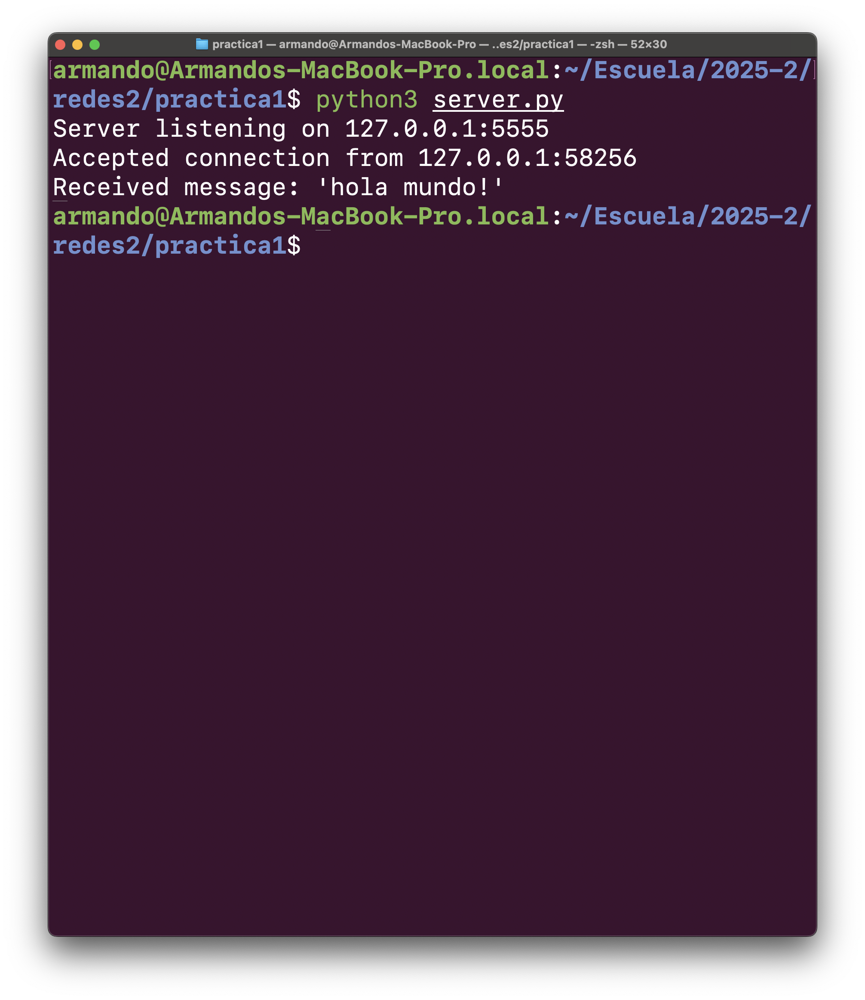 practica1 — armando@Armandos-MacBook-Pro — ..es2/practica1 — -zsh — 52×30
armando@Armandos-MacBook-Pro.local:~/Escuela/2025-2/
redes2/practica1$ python3 server.py
Server listening on 127.0.0.1:5555
Accepted connection from 127.0.0.1:58256
Received message: 'hola mundo!'
armando@Armandos-MacBook-Pro.local:~/Escuela/2025-2/
redes2/practica1$